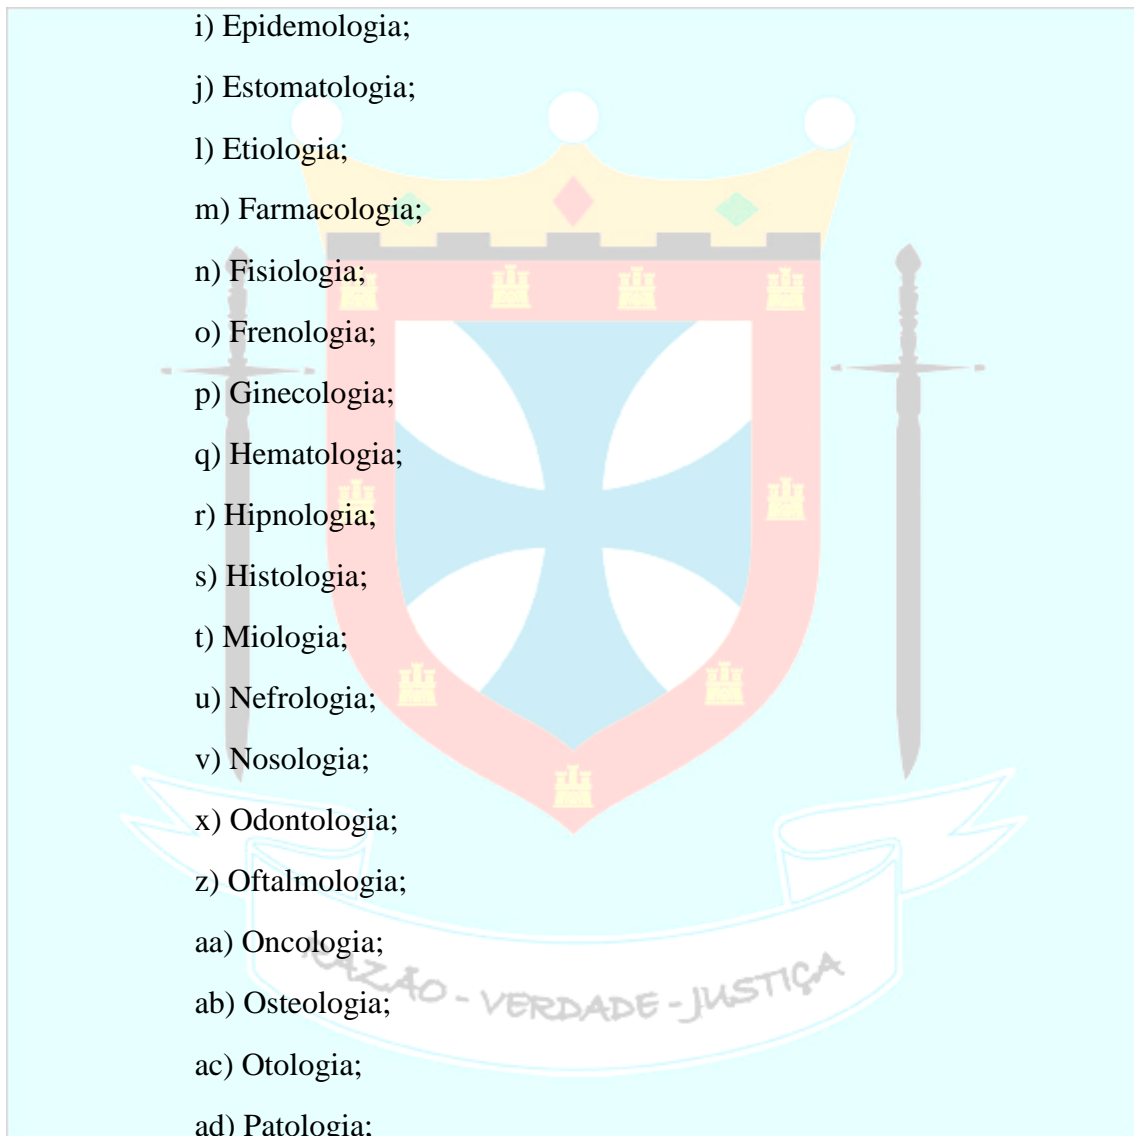 i) Epidemologia;
j) Estomatologia;
l) Etiologia;
m) Farmacologia;
n) Fisiologia;
o) Frenologia;
p) Ginecologia;
q) Hematologia;
r) Hipnologia;
s) Histologia;
t) Miologia;
u) Nefrologia;
v) Nosologia;
x) Odontologia;
z) Oftalmologia;
aa) Oncologia;
RAZÃO - VERDADE - JUSTIÇA
ab) Osteologia;
ac) Otologia;
ad) Patologia;